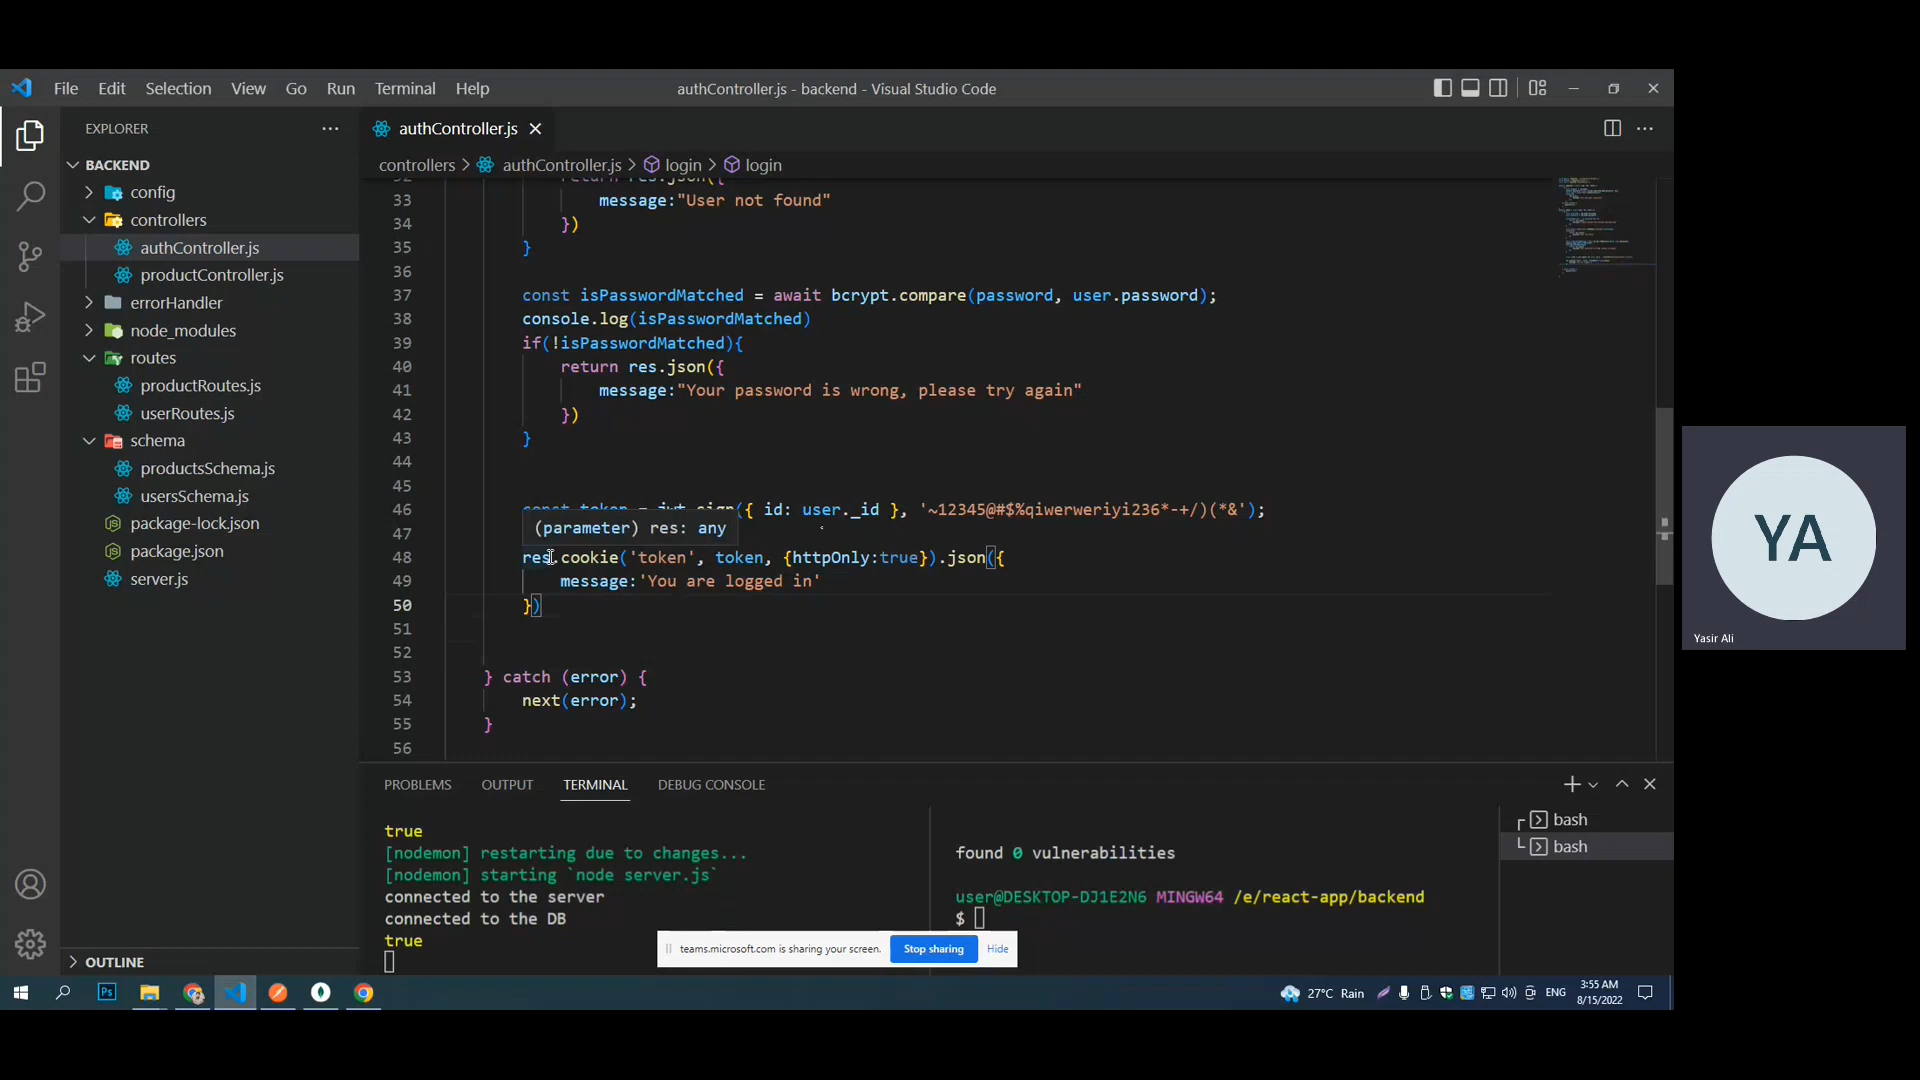 File Edit Selection View Go Run Terminal Help
authController.js - backend - Visual Studio Code
EXPLORER
BACKEND
config
controllers
authController.js
productController.js
errorHandler
node_modules
routes
productRoutes.js
userRoutes.js
schema
productsSchema.js
usersSchema.js
package-lock.json
package.json
server.js
OUTLINE
authController.js
controllers > authController.js > login > login
32 return res.json({
33 message:"User not found"
34 })
35 }
36
37 const isPasswordMatched = await bcrypt.compare(password, user.password);
38 console.log(isPasswordMatched)
39 if(!isPasswordMatched){
40 return res.json({
41 message:"Your password is wrong, please try again"
42 })
43 }
44
45
46 const token = jwt.sign({ id: user._id }, '~12345@#$%qiwerweriyi236*-+/)(*&');
(parameter) res: any
47
48 res.cookie('token', token, {httpOnly:true}).json({
49 message:'You are logged in'
50 })
51
52
53 } catch (error) {
54 next(error);
55 }
56
PROBLEMS OUTPUT TERMINAL DEBUG CONSOLE
true
[nodemon] restarting due to changes...
[nodemon] starting `node server.js`
connected to the server
connected to the DB
true
found 0 vulnerabilities
user@DESKTOP-DJ1E2N6 MINGW64 /e/react-app/backend
$
bash
bash
teams.microsoft.com is sharing your screen. Stop sharing Hide
Ps
27°C Rain
ENG
3:55 AM
8/15/2022
YA
Yasir Ali